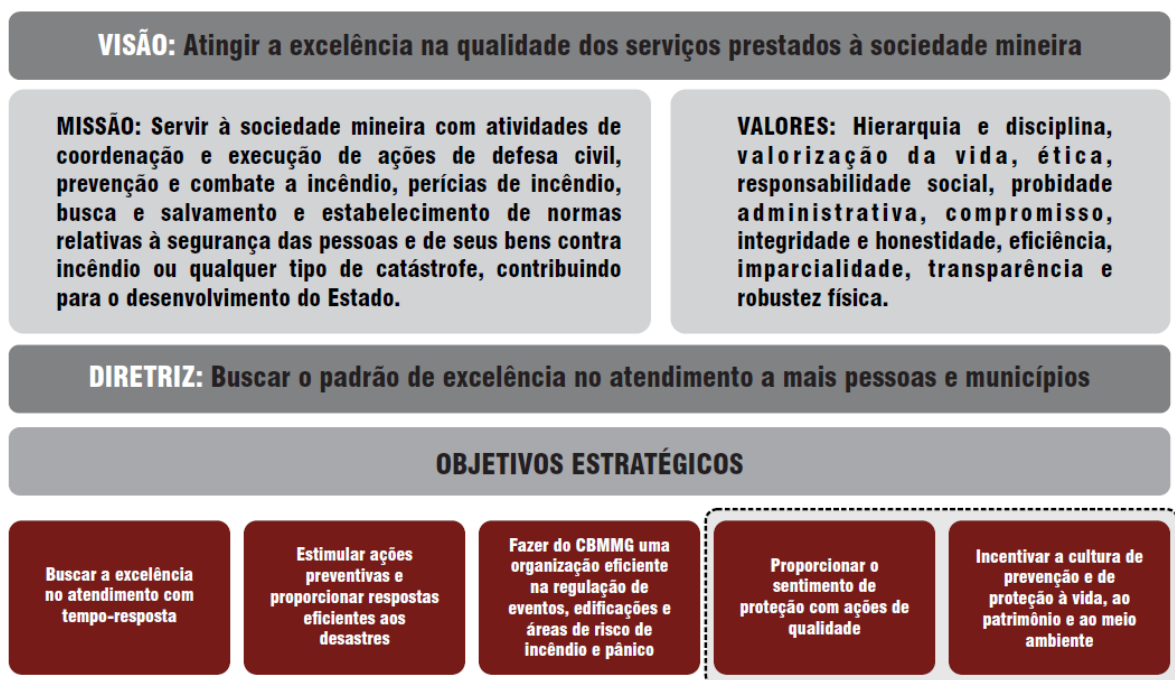 VISÃO: Atingir a excelência na qualidade dos serviços prestados à sociedade mineira
MISSÃO: Servir à sociedade mineira com atividades de
coordenação e execução de ações de defesa civil,
prevenção e combate a incêndio, perícias de incêndio,
busca e salvamento e estabelecimento de normas
relativas à segurança das pessoas e de seus bens contra
incêndio ou qualquer tipo de catástrofe, contribuindo
para o desenvolvimento do Estado.
VALORES: Hierarquia e disciplina,
valorização da vida, ética,
responsabilidade social, probidade
administrativa, compromisso,
integridade e honestidade, eficiência,
imparcialidade, transparência e
robustez física.
DIRETRIZ: Buscar o padrão de excelência no atendimento a mais pessoas e municípios
OBJETIVOS ESTRATÉGICOS
Buscar a excelência
no atendimento com
tempo-resposta
Estimular ações
preventivas e
proporcionar respostas
eficientes aos
desastres
Fazer do CBMMG uma
organização eficiente
na regulação de
eventos, edificações e
áreas de risco de
incêndio e pânico
Proporcionar o
sentimento de
proteção com ações de
qualidade
Incentivar a cultura de
prevenção e de
proteção à vida, ao
patrimônio e ao meio
ambiente